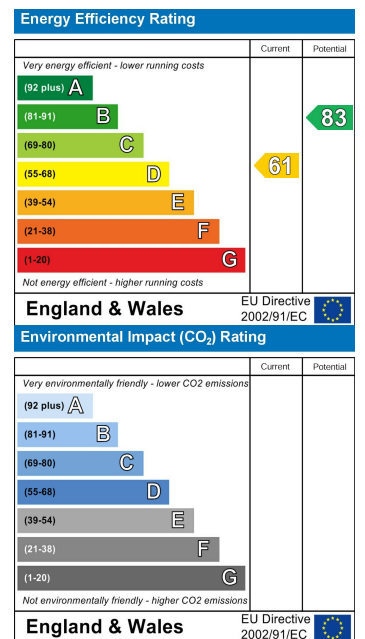 Energy Efficiency Rating
Current Potential
Very energy efficient - lower running costs
(92 plus) A
(81-91) B
83
(69-80) C
(55-68) D
61
(39-54) E
(21-38) F
(1-20) G
Not energy efficient - higher running costs
England & Wales
EU Directive
2002/91/EC
Environmental Impact (CO₂) Rating
Current Potential
Very environmentally friendly - lower CO2 emissions
(92 plus) A
(81-91) B
(69-80) C
(55-68) D
(39-54) E
(21-38) F
(1-20) G
Not environmentally friendly - higher CO2 emissions
England & Wales
EU Directive
2002/91/EC